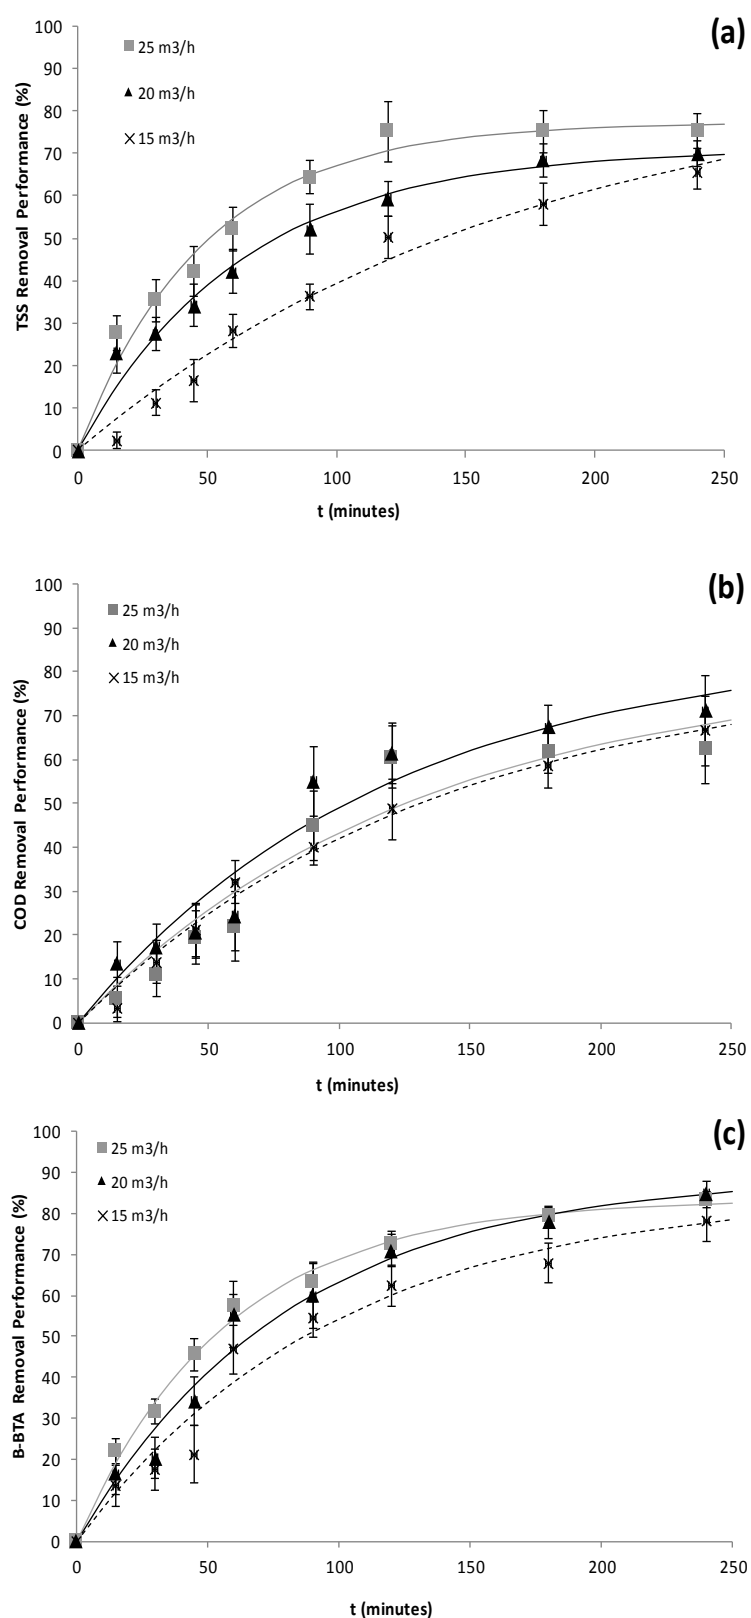 (a)
100
90
80
70
60
50
40
30
20
10
0
25 m3/h
20 m3/h
15 m3/h
TSS Removal Performance (%)
0 50 100 150 200 250
t (minutes)
(b)
100
90
80
70
60
50
40
30
20
10
0
25 m3/h
20 m3/h
15 m3/h
COD Removal Performance (%)
0 50 100 150 200 250
t (minutes)
(c)
100
90
80
70
60
50
40
30
20
10
0
25 m3/h
20 m3/h
15 m3/h
B-BTA Removal Performance (%)
0 50 100 150 200 250
t (minutes)